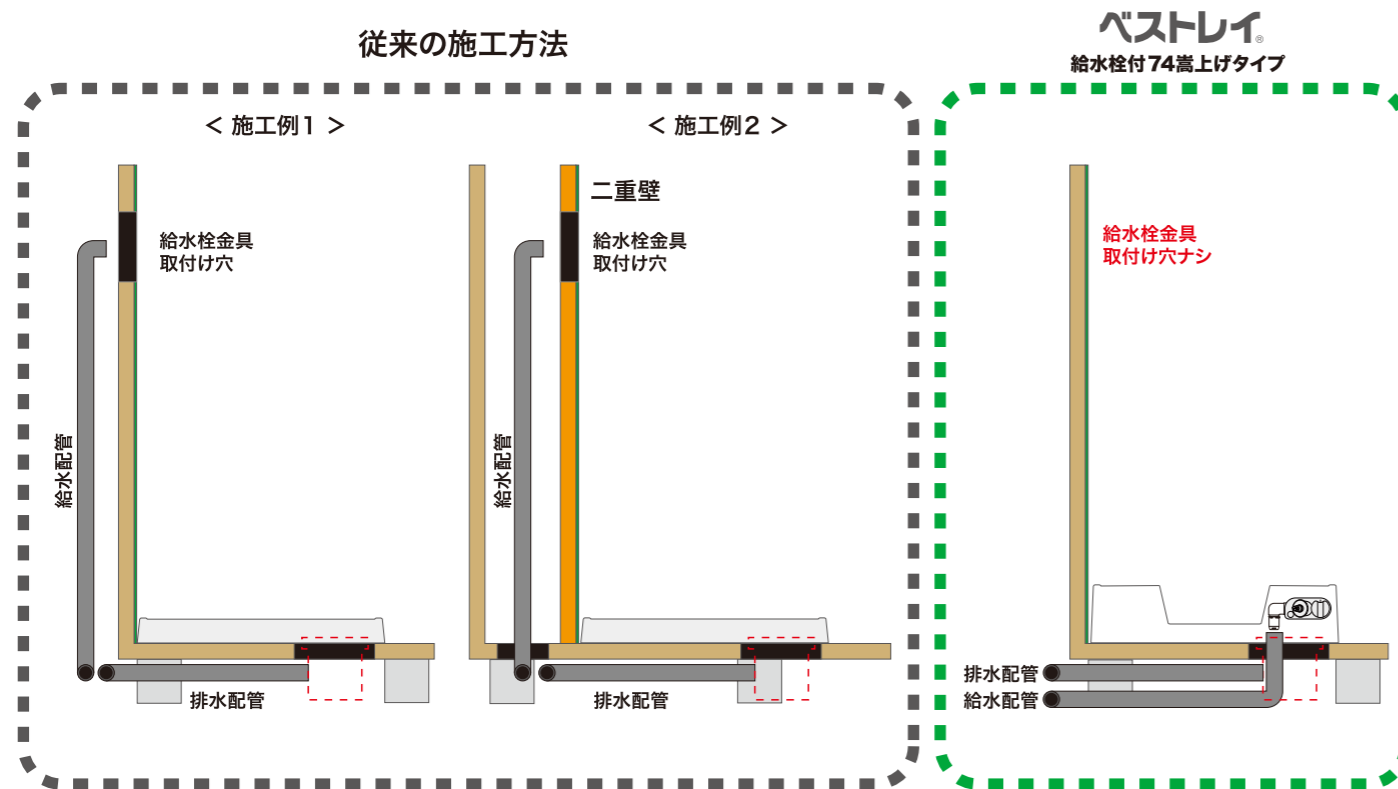 従来の施工方法
＜ 施工例1 ＞
給水栓金具
取付け穴
給水配管
排水配管
＜ 施工例2 ＞
二重壁
給水栓金具
取付け穴
給水配管
排水配管
ベストレイ®
給水栓付74嵩上げタイプ
給水栓金具
取付け穴ナシ
排水配管
給水配管